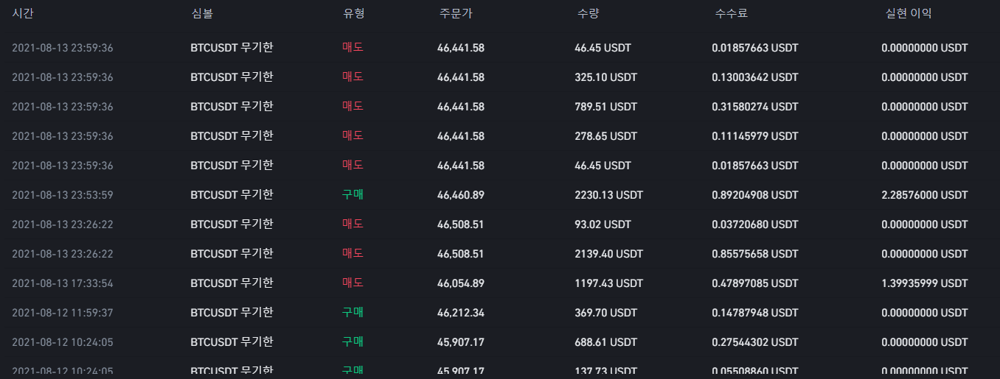 시간 심볼 유형 주문가 수량 수수료 실현 이익
2021-08-13 23:59:36 BTCUSDT 무기한 매도 46,441.58 46.45 USDT 0.01857663 USDT 0.00000000 USDT
2021-08-13 23:59:36 BTCUSDT 무기한 매도 46,441.58 325.10 USDT 0.13003642 USDT 0.00000000 USDT
2021-08-13 23:59:36 BTCUSDT 무기한 매도 46,441.58 789.51 USDT 0.31580274 USDT 0.00000000 USDT
2021-08-13 23:59:36 BTCUSDT 무기한 매도 46,441.58 278.65 USDT 0.11145979 USDT 0.00000000 USDT
2021-08-13 23:59:36 BTCUSDT 무기한 매도 46,441.58 46.45 USDT 0.01857663 USDT 0.00000000 USDT
2021-08-13 23:53:59 BTCUSDT 무기한 구매 46,460.89 2230.13 USDT 0.89204908 USDT 2.28576000 USDT
2021-08-13 23:26:22 BTCUSDT 무기한 매도 46,508.51 93.02 USDT 0.03720680 USDT 0.00000000 USDT
2021-08-13 23:26:22 BTCUSDT 무기한 매도 46,508.51 2139.40 USDT 0.85575658 USDT 0.00000000 USDT
2021-08-13 17:33:54 BTCUSDT 무기한 매도 46,054.89 1197.43 USDT 0.47897085 USDT 1.39935999 USDT
2021-08-12 11:59:37 BTCUSDT 무기한 구매 46,212.34 369.70 USDT 0.14787948 USDT 0.00000000 USDT
2021-08-12 10:24:05 BTCUSDT 무기한 구매 45,907.17 688.61 USDT 0.27544302 USDT 0.00000000 USDT
2021-08-12 10:24:05 BTCUSDT 무기한 구매 45,907.17 137.73 USDT 0.05508860 USDT 0.00000000 USDT